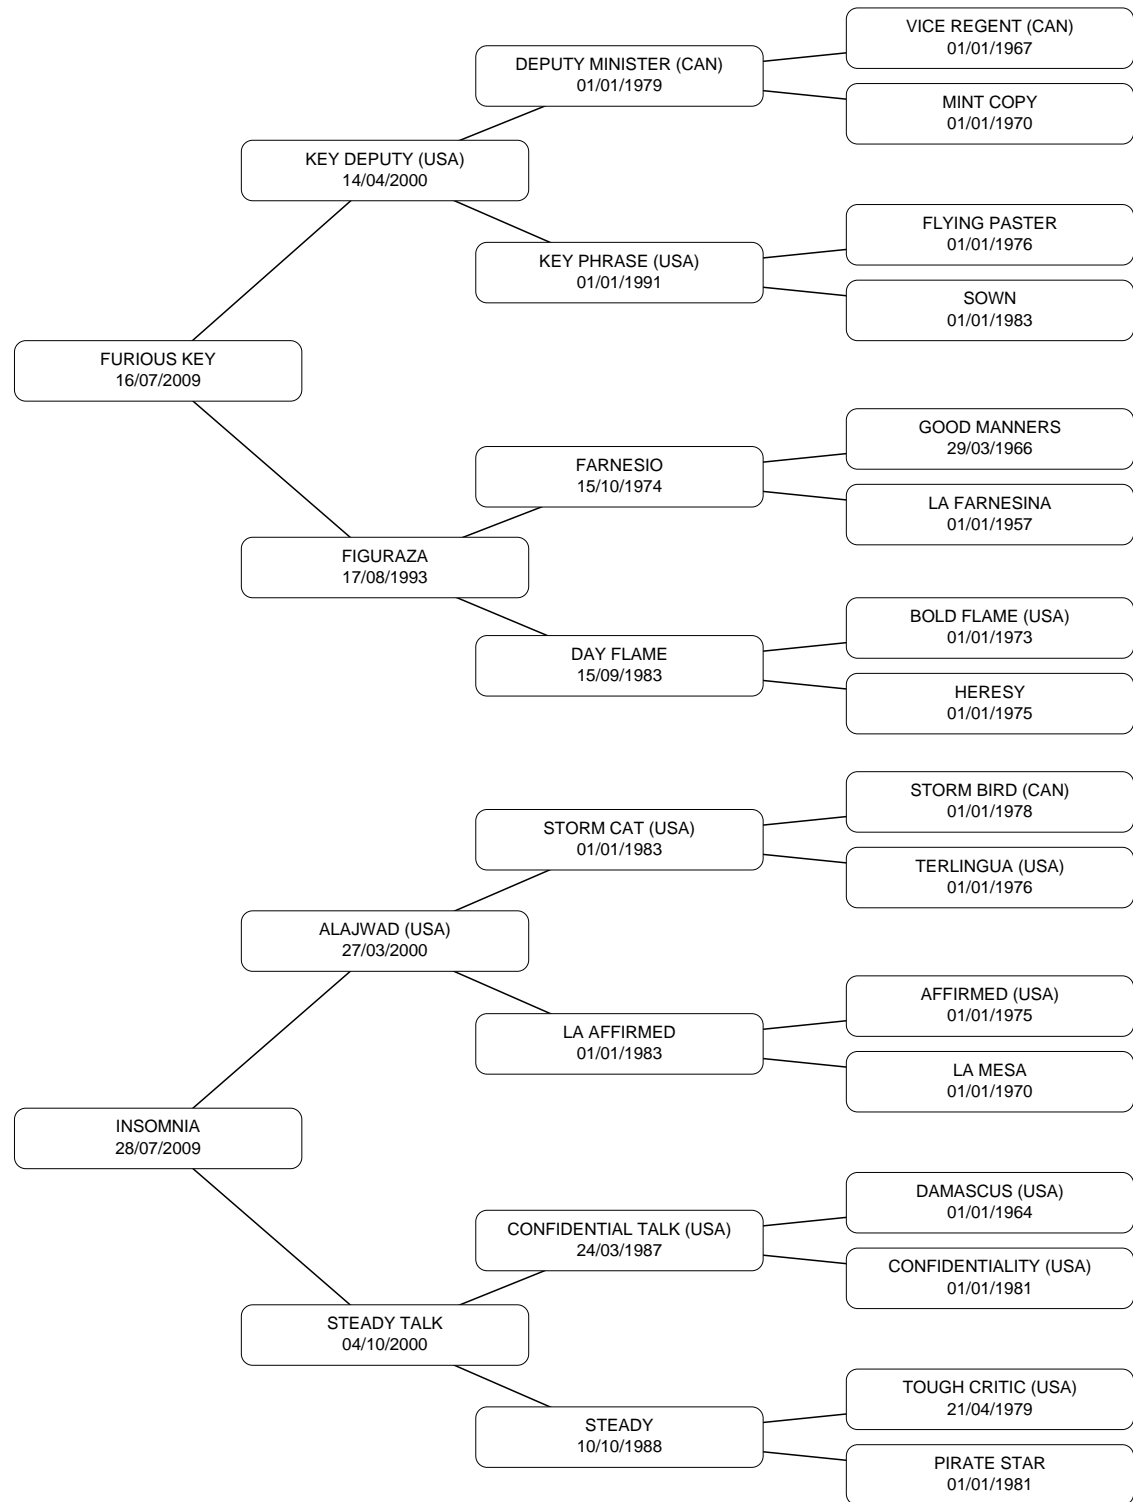 VICE REGENT (CAN)
01/01/1967
DEPUTY MINISTER (CAN)
01/01/1979
MINT COPY
01/01/1970
KEY DEPUTY (USA)
14/04/2000
FLYING PASTER
01/01/1976
KEY PHRASE (USA)
01/01/1991
SOWN
01/01/1983
FURIOUS KEY
16/07/2009
GOOD MANNERS
29/03/1966
FARNESIO
15/10/1974
LA FARNESINA
01/01/1957
FIGURAZA
17/08/1993
BOLD FLAME (USA)
01/01/1973
DAY FLAME
15/09/1983
HERESY
01/01/1975
STORM BIRD (CAN)
01/01/1978
STORM CAT (USA)
01/01/1983
TERLINGUA (USA)
01/01/1976
ALAJWAD (USA)
27/03/2000
AFFIRMED (USA)
01/01/1975
LA AFFIRMED
01/01/1983
LA MESA
01/01/1970
INSOMNIA
28/07/2009
DAMASCUS (USA)
01/01/1964
CONFIDENTIAL TALK (USA)
24/03/1987
CONFIDENTIALITY (USA)
01/01/1981
STEADY TALK
04/10/2000
TOUGH CRITIC (USA)
21/04/1979
STEADY
10/10/1988
PIRATE STAR
01/01/1981